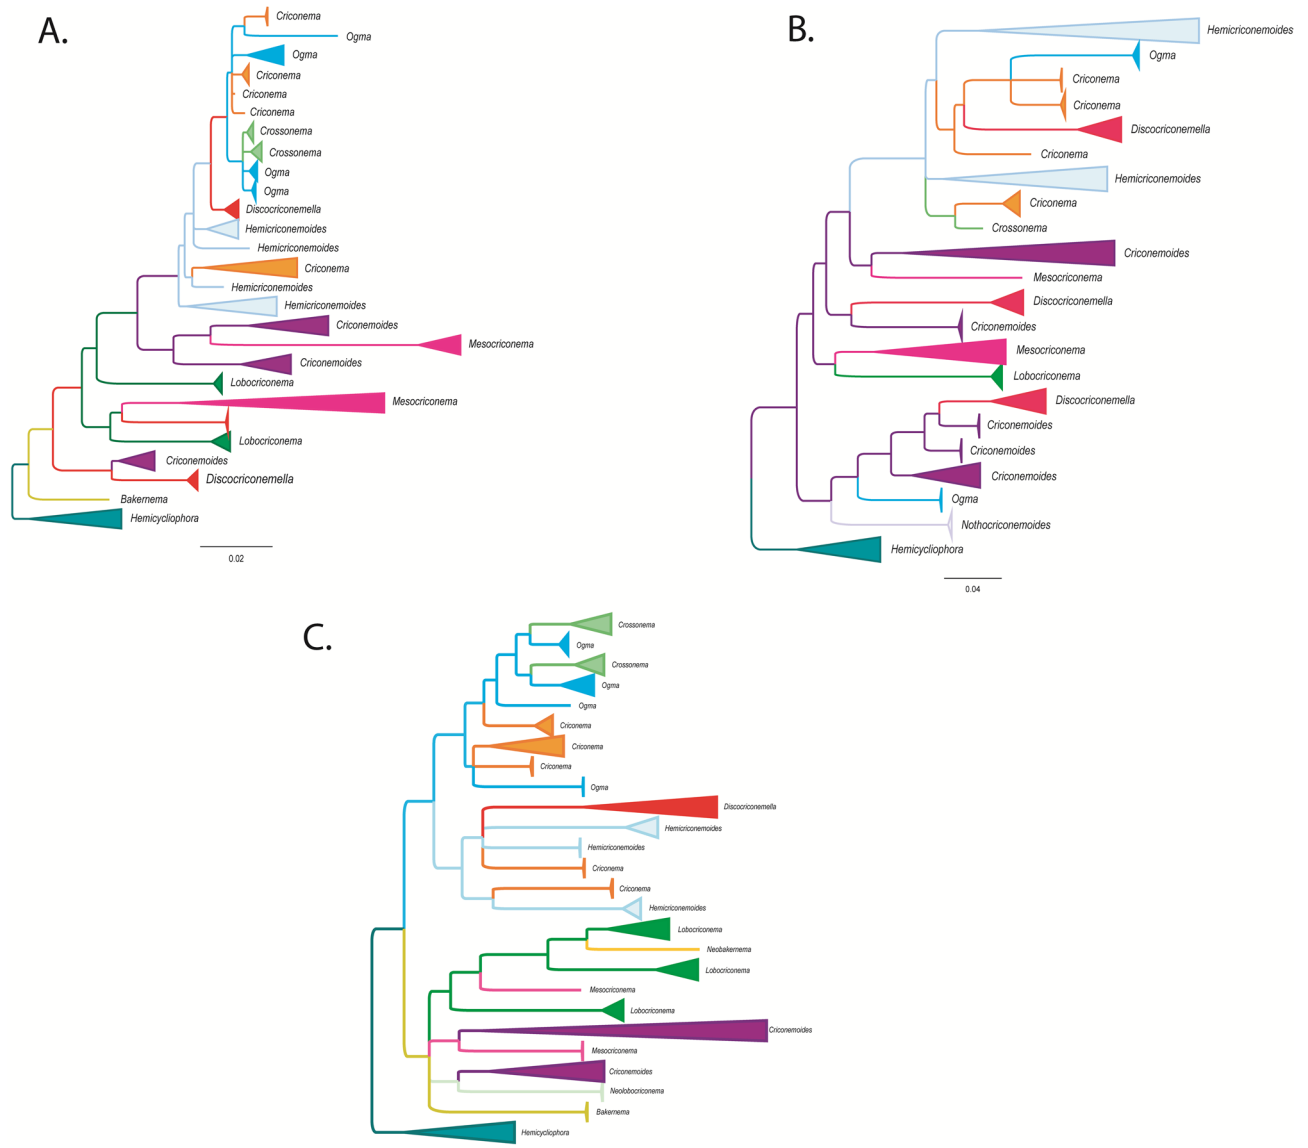 A.
Criconema
Ogma
Ogma
Criconema
Criconema
Criconema
Crossonema
Crossonema
Ogma
Ogma
Discocriconemella
Hemicriconemoides
Hemicriconemoides
Criconema
Hemicriconemoides
Hemicriconemoides
Criconemoides
Mesocriconema
Criconemoides
Lobocriconema
Mesocriconema
Lobocriconema
Criconemoides
Discocriconemella
Bakernema
Hemicycliophora
0.02
B.
Hemicriconemoides
Ogma
Criconema
Criconema
Discocriconemella
Criconema
Hemicriconemoides
Criconema
Crossonema
Criconemoides
Mesocriconema
Discocriconemella
Criconemoides
Mesocriconema
Lobocriconema
Discocriconemella
Criconemoides
Criconemoides
Criconemoides
Ogma
Nothocriconemoides
Hemicycliophora
0.04
C.
Crossonema
Ogma
Crossonema
Ogma
Ogma
Criconema
Criconema
Criconema
Ogma
Discocriconemella
Hemicriconemoides
Hemicriconemoides
Criconema
Criconema
Hemicriconemoides
Lobocriconema
Neobakernema
Lobocriconema
Mesocriconema
Lobocriconema
Criconemoides
Mesocriconema
Criconemoides
Neolobocriconema
Bakernema
Hemicycliophora